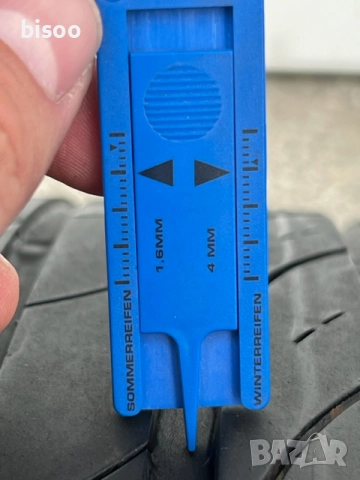 bisoo
1.6MM
4 MM
SOMMERREIFEN
WINTERREIFEN
BAZAR